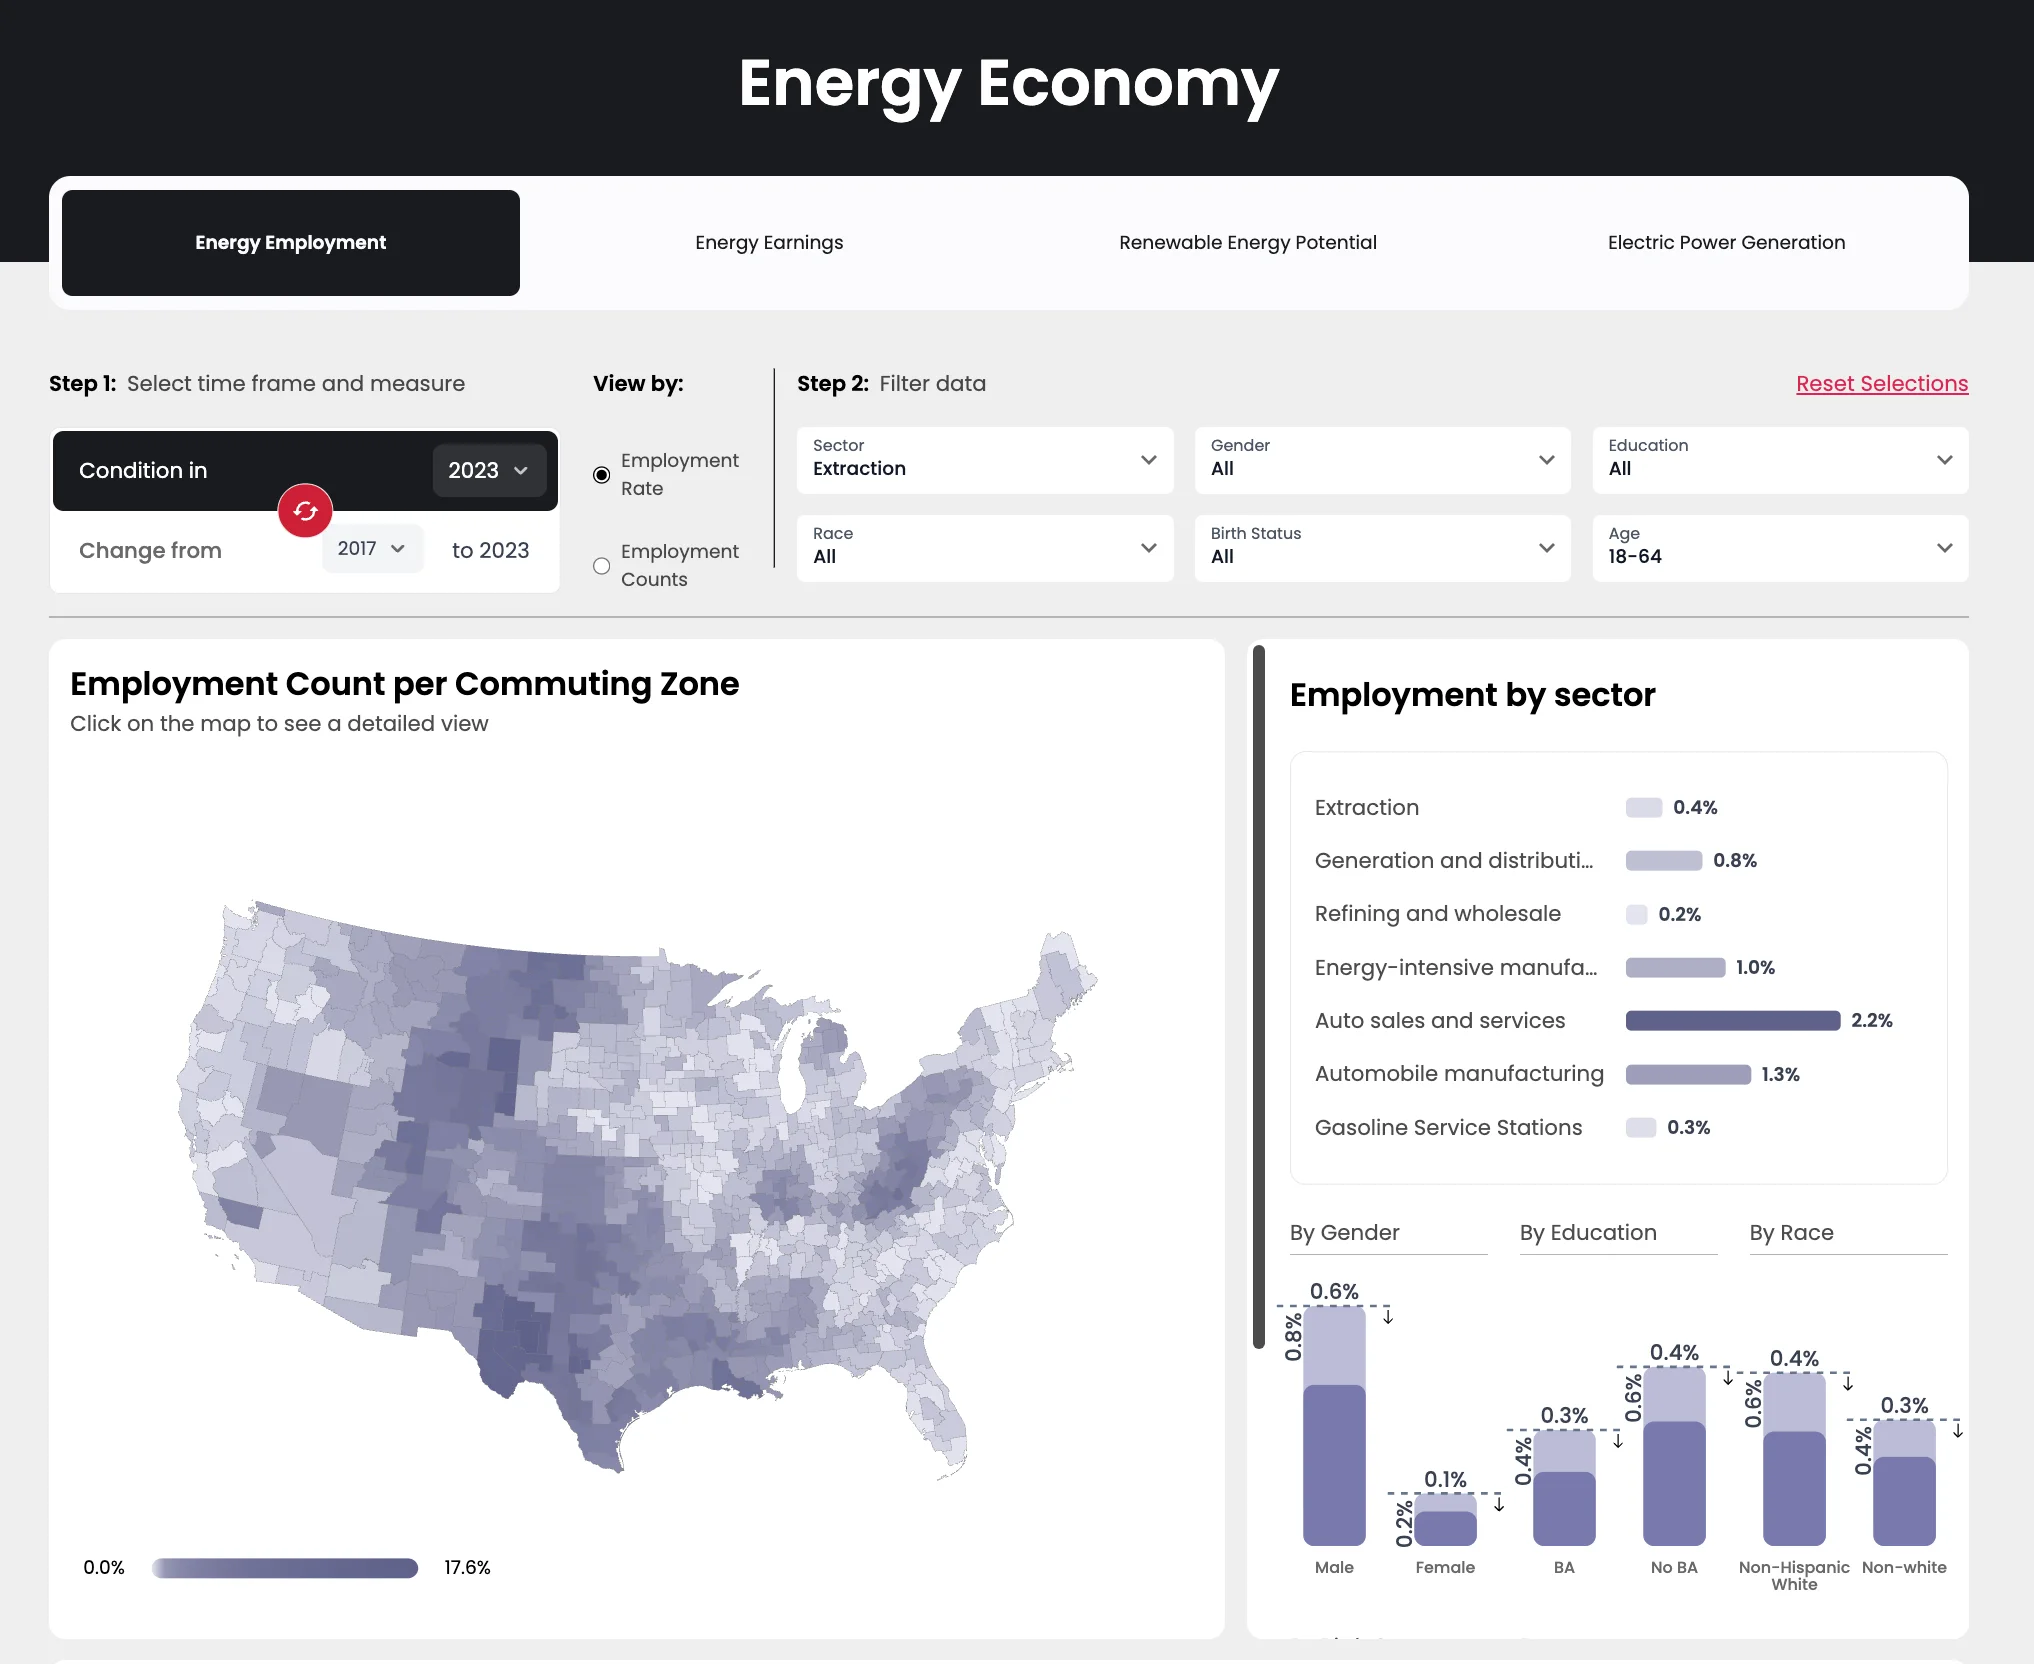 Energy Economy
Energy Employment
Energy Earnings
Renewable Energy Potential
Electric Power Generation
Step 1: Select time frame and measure
View by:
Step 2: Filter data
Reset Selections
Condition in
2023
Change from
2017
to 2023
Employment
Rate
Employment
Counts
Sector
Extraction
Gender
All
Education
All
Race
All
Birth Status
All
Age
18-64
Employment Count per Commuting Zone
Click on the map to see a detailed view
0.0%
17.6%
Employment by sector
Extraction 0.4%
Generation and distributi... 0.8%
Refining and wholesale 0.2%
Energy-intensive manufa... 1.0%
Auto sales and services 2.2%
Automobile manufacturing 1.3%
Gasoline Service Stations 0.3%
By Gender
0.6%
0.8%
Male
0.1%
0.2%
Female
By Education
0.3%
0.4%
BA
0.4%
0.6%
No BA
By Race
0.4%
0.6%
Non-Hispanic
White
0.3%
0.4%
Non-white